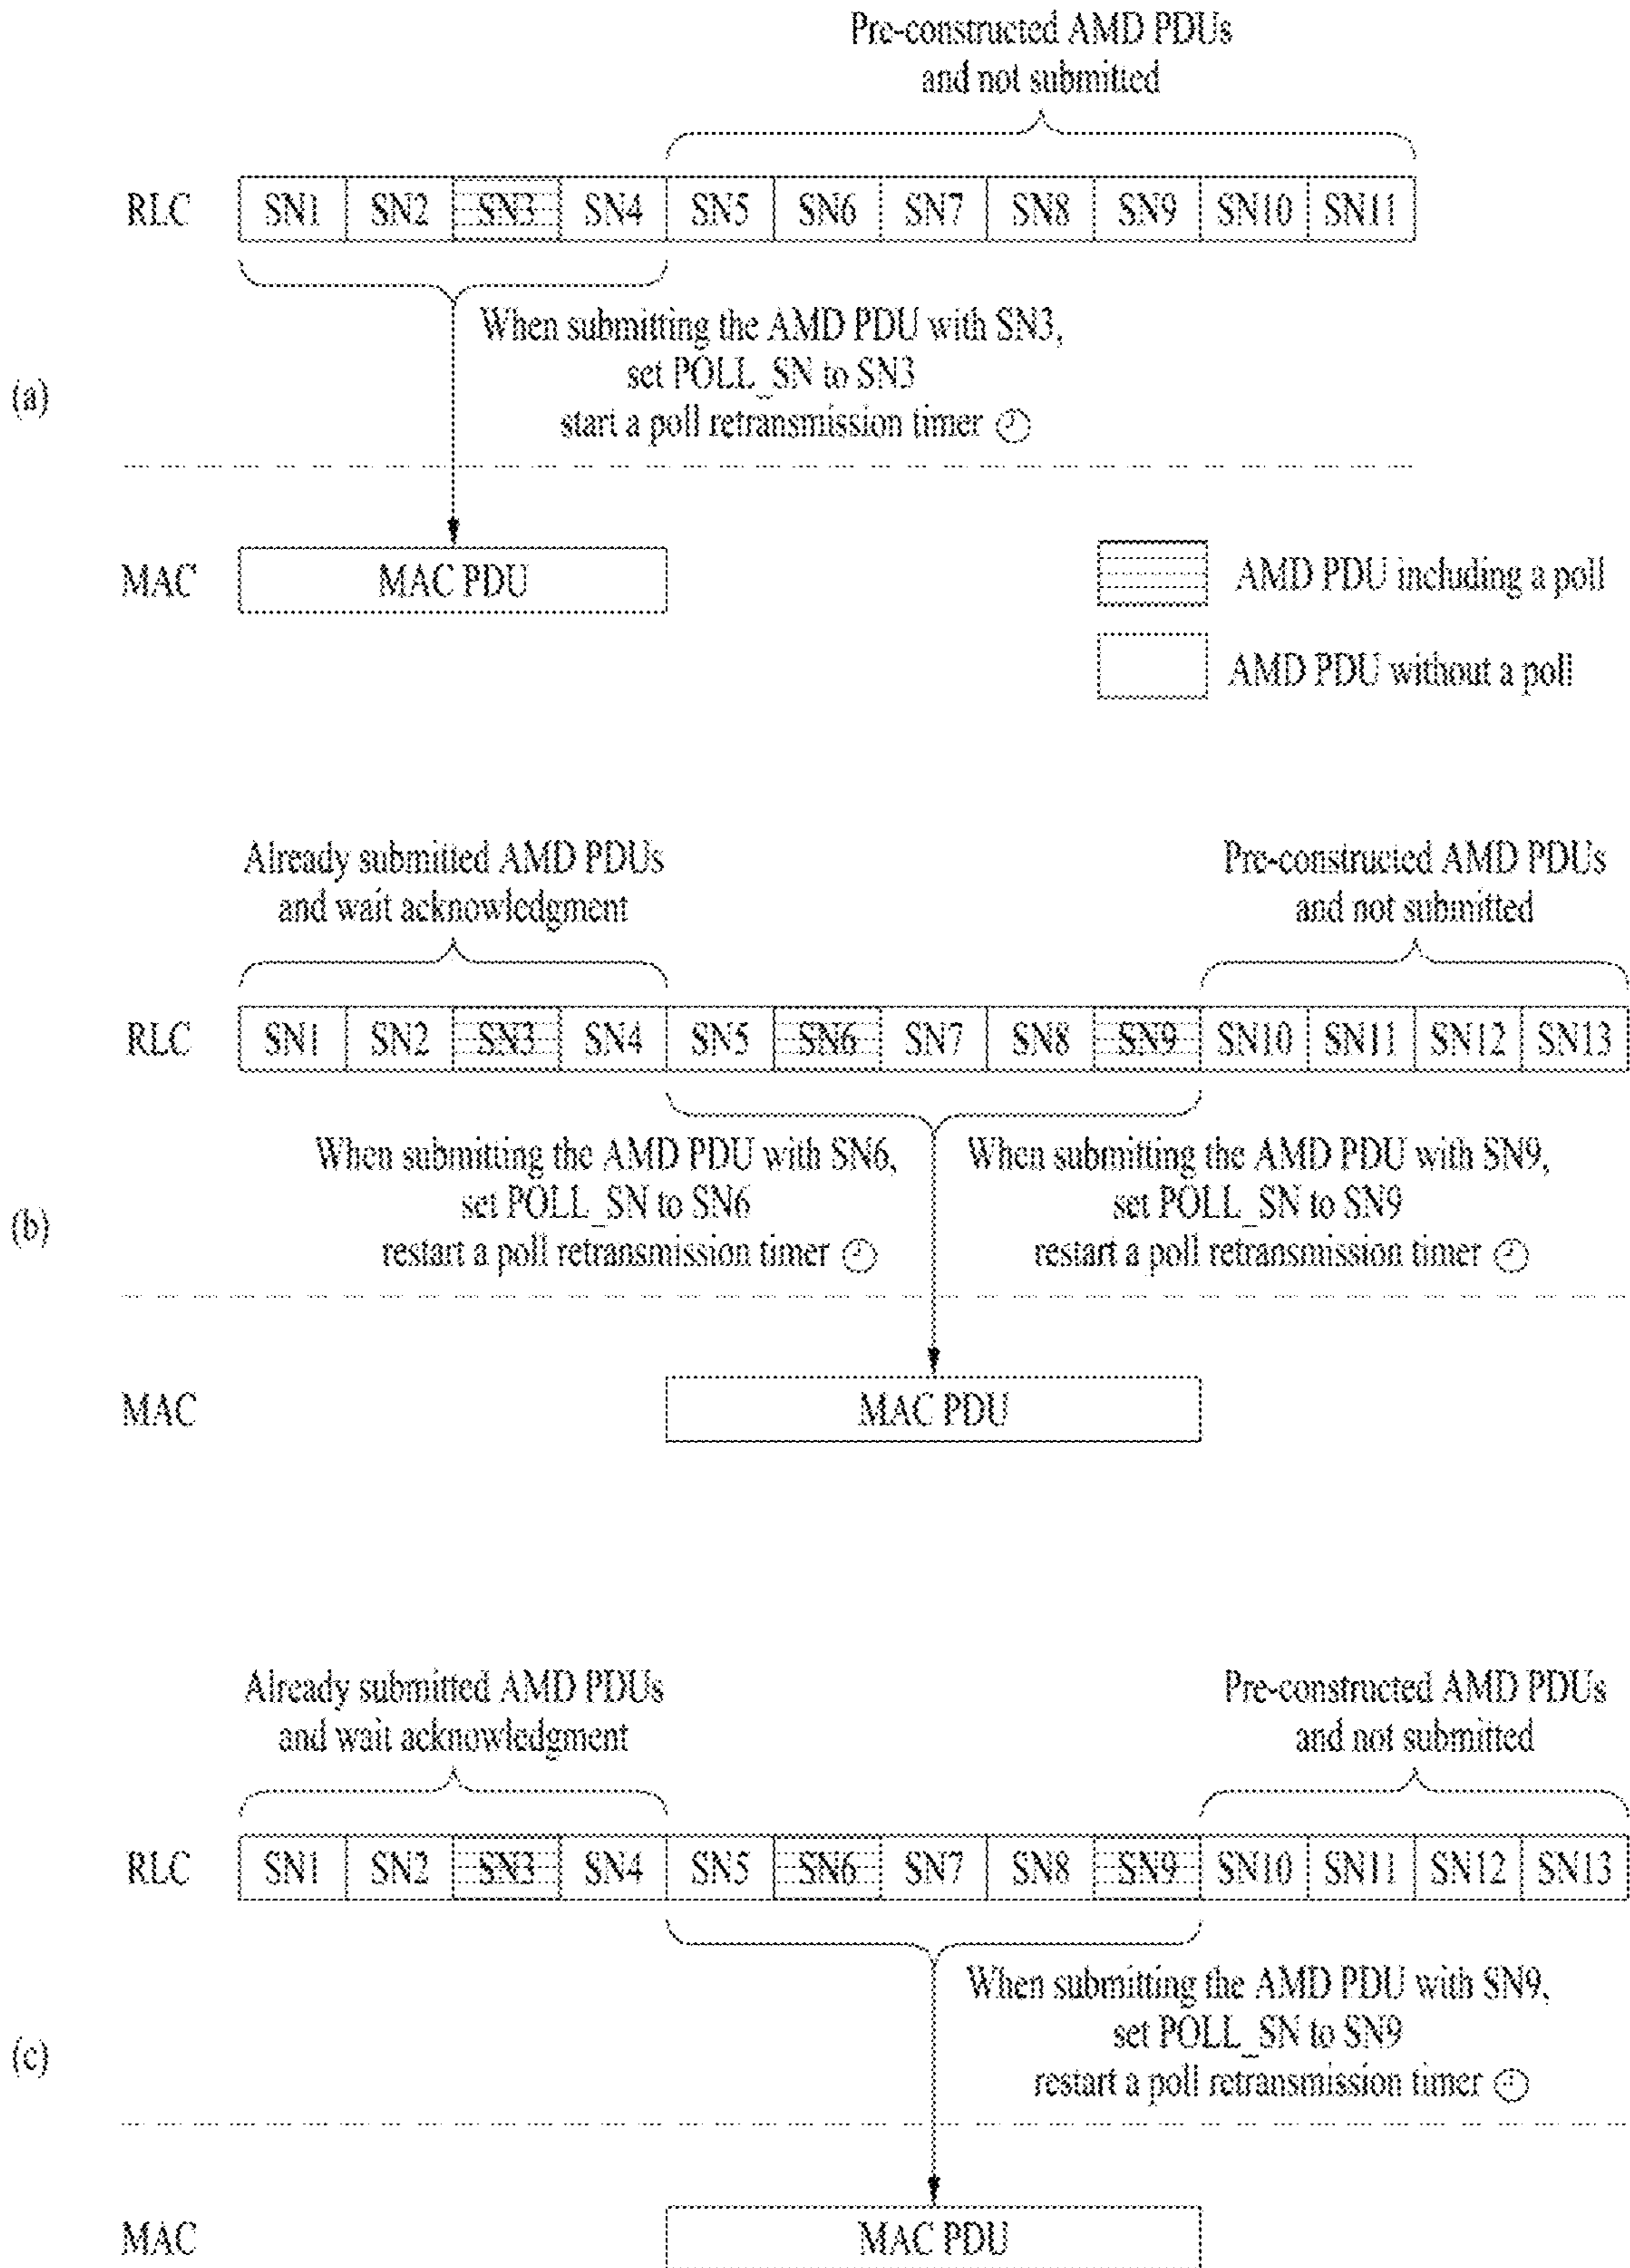 Pre-constructed AMD PDUs
and not submitted
RLC SN1 SN2 SN3 SN4 SN5 SN6 SN7 SN8 SN9 SN10 SN11
When submitting the AMD PDU with SN3,
set POLL_SN to SN3
(a)
start a poll retransmission timer
MAC MAC PDU
AMD PDU including a poll
AMD PDU without a poll
Already submitted AMD PDUs
and wait acknowledgment
Pre-constructed AMD PDUs
and not submitted
RLC SN1 SN2 SN3 SN4 SN5 SN6 SN7 SN8 SN9 SN10 SN11 SN12 SN13
When submitting the AMD PDU with SN6,
set POLL_SN to SN6
restart a poll retransmission timer
When submitting the AMD PDU with SN9,
set POLL_SN to SN9
restart a poll retransmission timer
(b)
MAC MAC PDU
Already submitted AMD PDUs
and wait acknowledgment
Pre-constructed AMD PDUs
and not submitted
RLC SN1 SN2 SN3 SN4 SN5 SN6 SN7 SN8 SN9 SN10 SN11 SN12 SN13
When submitting the AMD PDU with SN9,
set POLL_SN to SN9
(c)
restart a poll retransmission timer
MAC MAC PDU